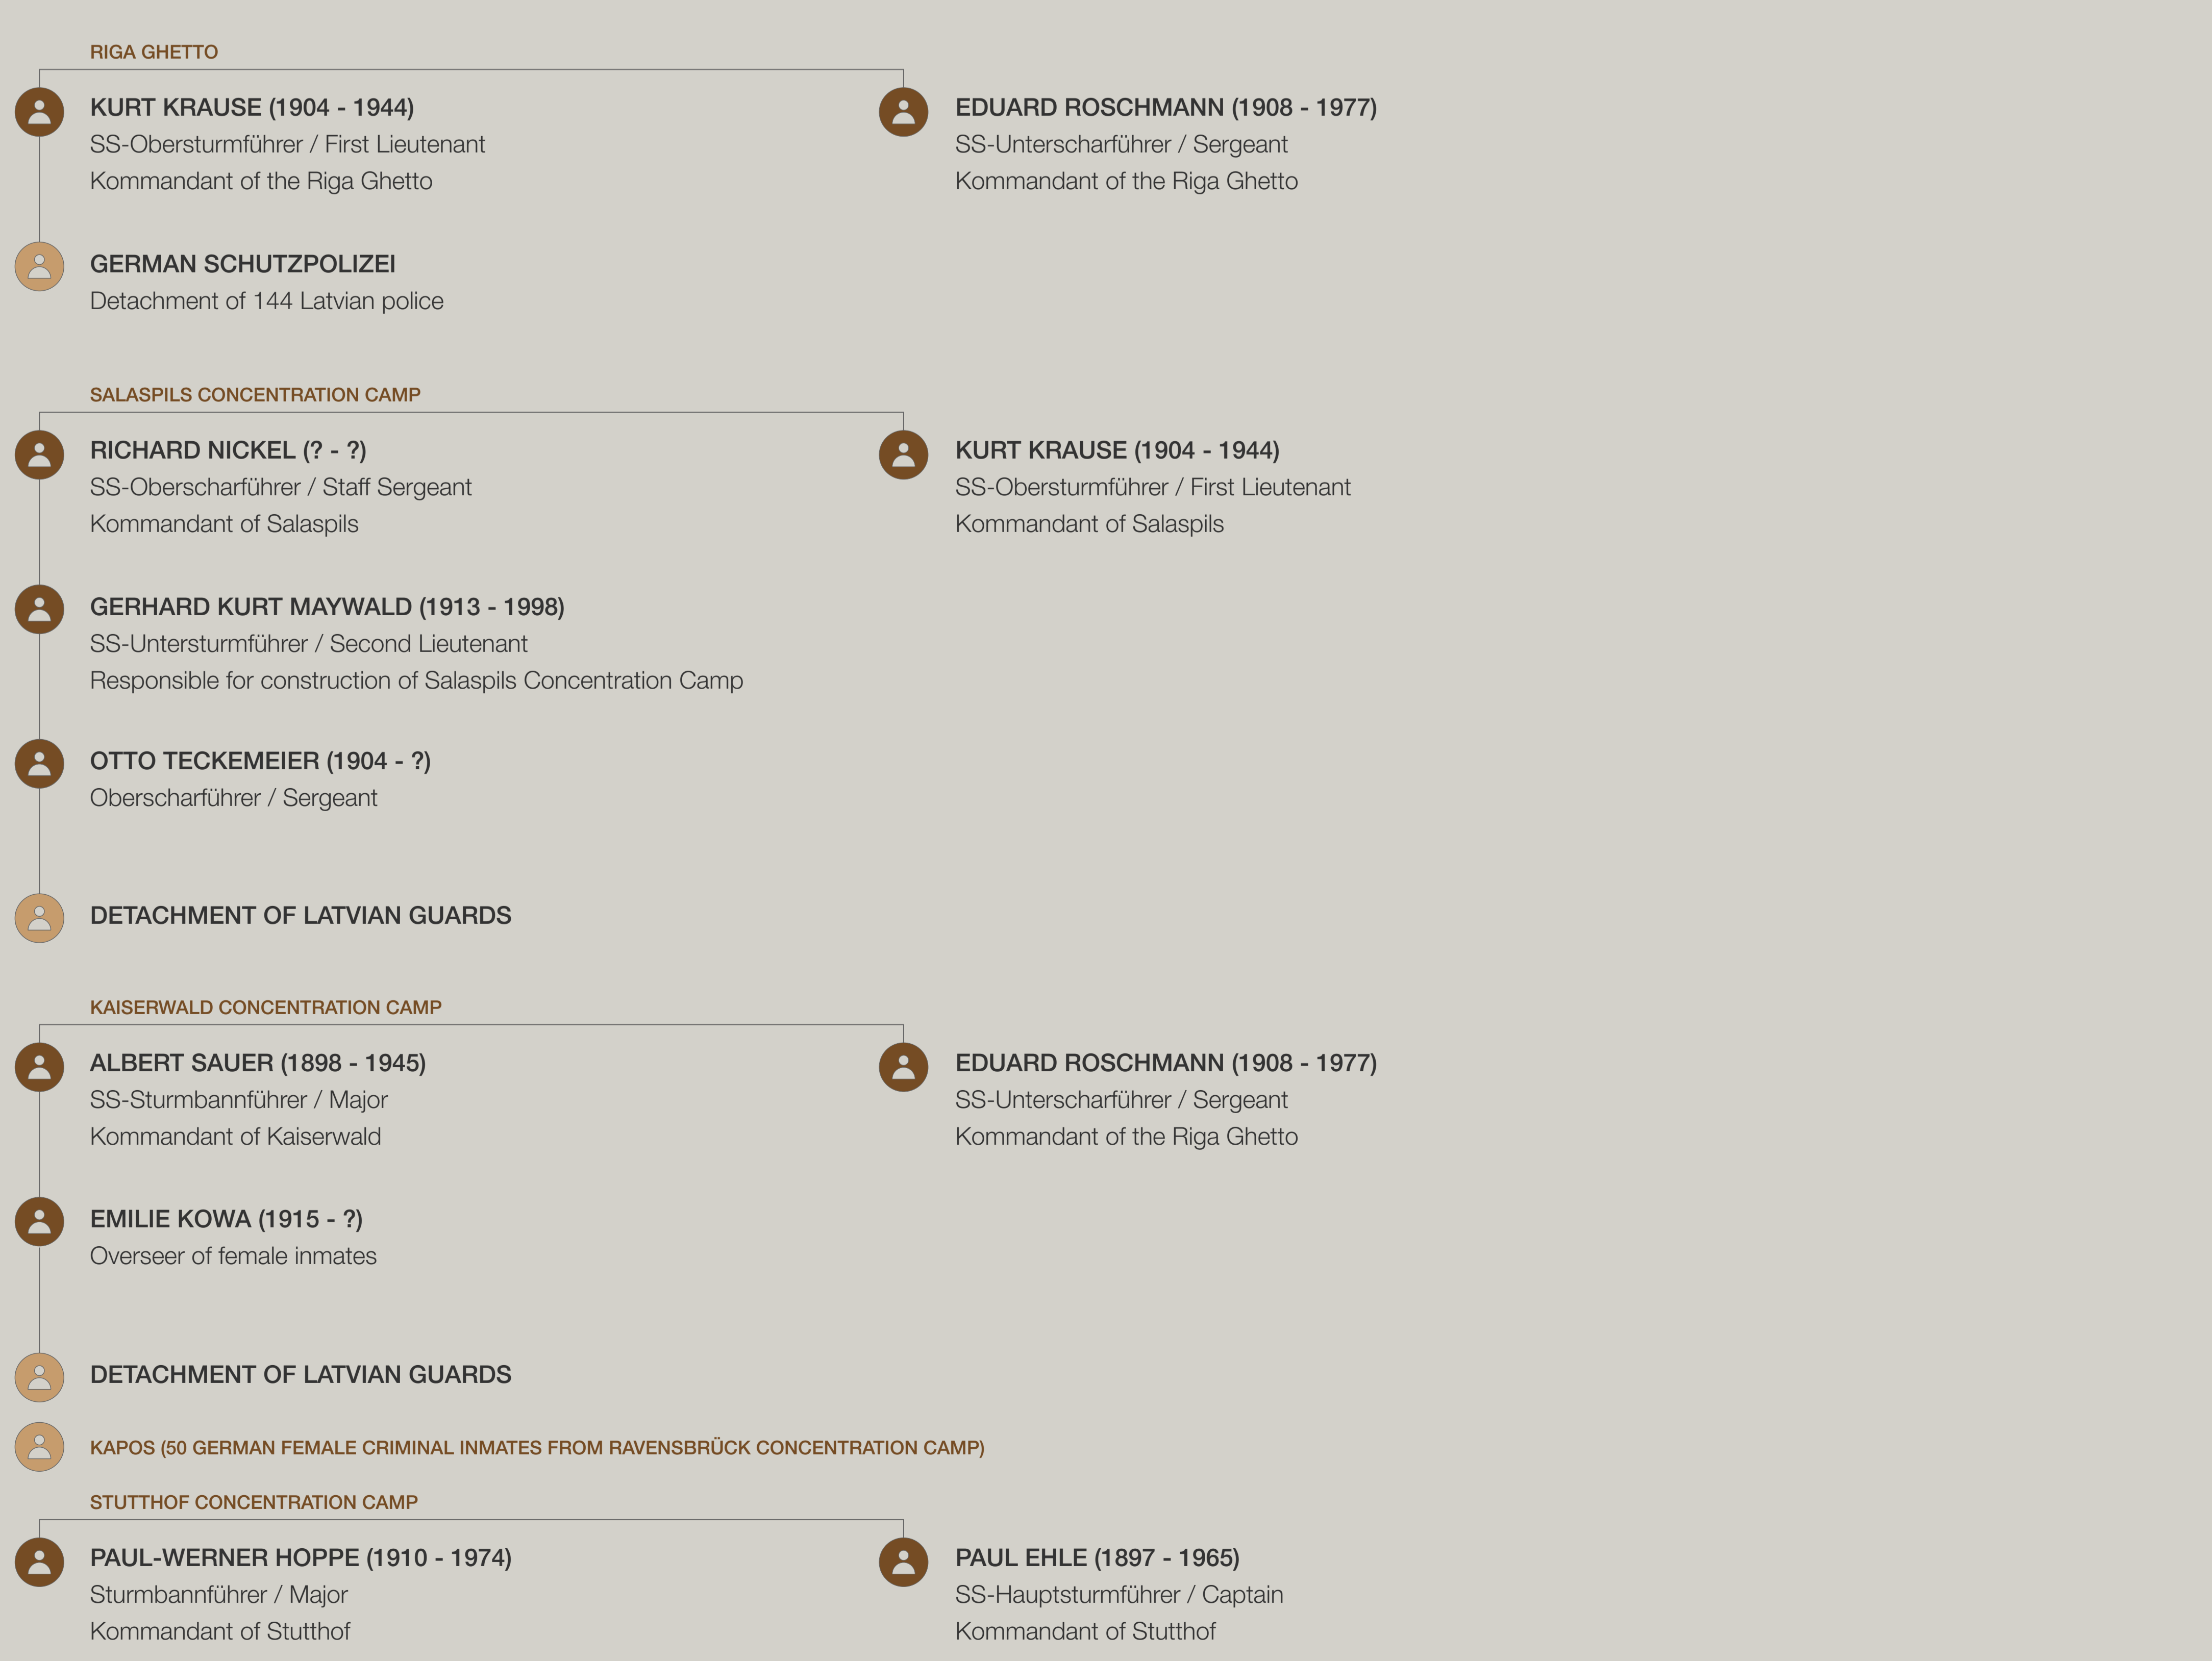 RIGA GHETTO
KURT KRAUSE (1904 - 1944)
SS-Obersturmführer / First Lieutenant
Kommandant of the Riga Ghetto
EDUARD ROSCHMANN (1908 - 1977)
SS-Unterscharführer / Sergeant
Kommandant of the Riga Ghetto
GERMAN SCHUTZPOLIZEI
Detachment of 144 Latvian police
SALASPILS CONCENTRATION CAMP
RICHARD NICKEL (? - ?)
SS-Oberscharführer / Staff Sergeant
Kommandant of Salaspils
KURT KRAUSE (1904 - 1944)
SS-Obersturmführer / First Lieutenant
Kommandant of Salaspils
GERHARD KURT MAYWALD (1913 - 1998)
SS-Untersturmführer / Second Lieutenant
Responsible for construction of Salaspils Concentration Camp
OTTO TECKEMEIER (1904 - ?)
Oberscharführer / Sergeant
DETACHMENT OF LATVIAN GUARDS
KAISERWALD CONCENTRATION CAMP
ALBERT SAUER (1898 - 1945)
SS-Sturmbannführer / Major
Kommandant of Kaiserwald
EDUARD ROSCHMANN (1908 - 1977)
SS-Unterscharführer / Sergeant
Kommandant of the Riga Ghetto
EMILIE KOWA (1915 - ?)
Overseer of female inmates
DETACHMENT OF LATVIAN GUARDS
KAPOS (50 GERMAN FEMALE CRIMINAL INMATES FROM RAVENSBRÜCK CONCENTRATION CAMP)
STUTTHOF CONCENTRATION CAMP
PAUL-WERNER HOPPE (1910 - 1974)
Sturmbannführer / Major
Kommandant of Stutthof
PAUL EHLE (1897 - 1965)
SS-Hauptsturmführer / Captain
Kommandant of Stutthof